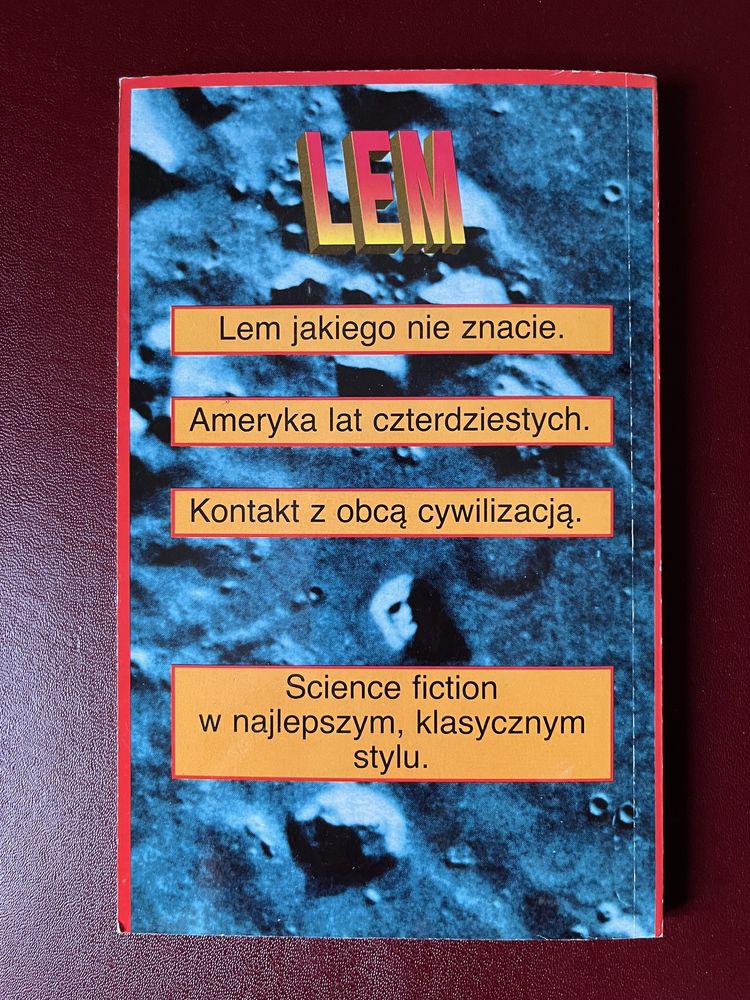 LEM
Lem jakiego nie znacie.
Ameryka lat czterdziestych.
Kontakt z obcą cywilizacją.
Science fiction
w najlepszym, klasycznym
stylu.